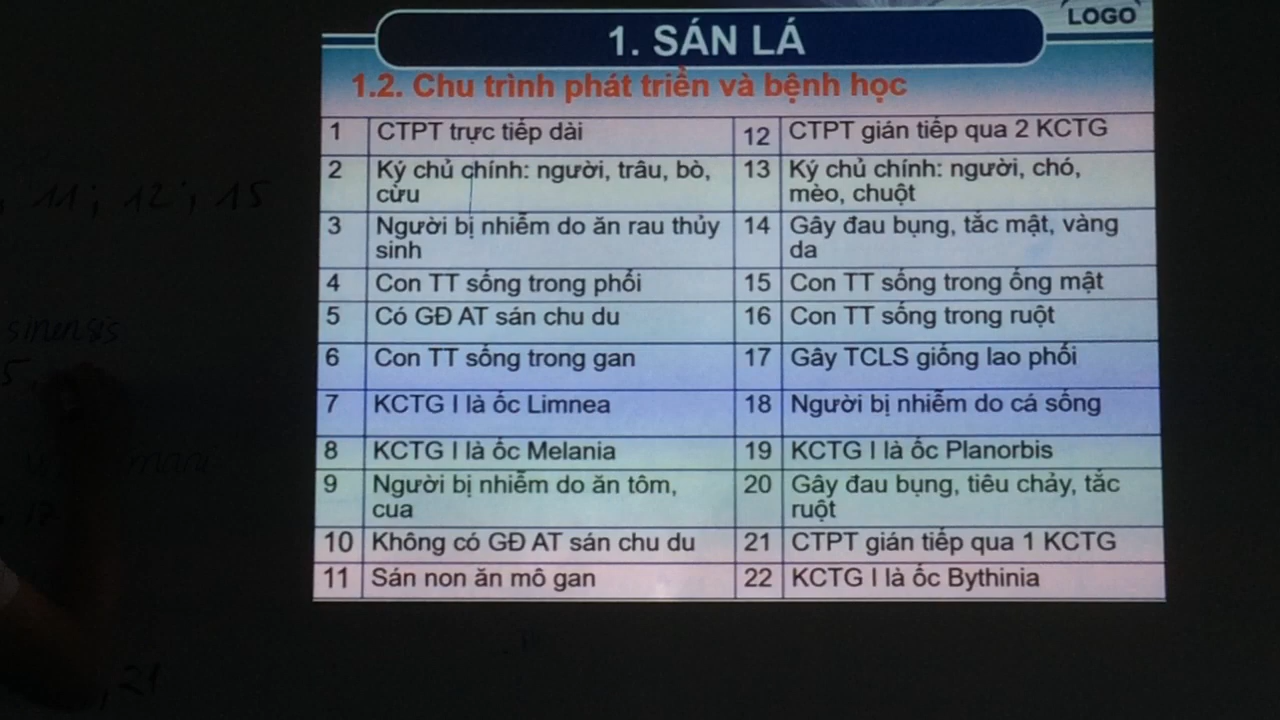 LOGO
1. SÁN LÁ
1.2. Chu trình phát triển và bệnh học
1 CTPT trực tiếp dài
12 CTPT gián tiếp qua 2 KCTG
2 Ký chủ chính: người, trâu, bò,
cừu
13 Ký chủ chính: người, chó,
mèo, chuột
3 Người bị nhiễm do ăn rau thủy
sinh
14 Gây đau bụng, tắc mật, vàng
da
4 Con TT sống trong phổi
15 Con TT sống trong ống mật
5 Có GĐ AT sán chu du
16 Con TT sống trong ruột
6 Con TT sống trong gan
17 Gây TCLS giống lao phổi
7 KCTG I là ốc Limnea
18 Người bị nhiễm do cá sống
8 KCTG I là ốc Melania
19 KCTG I là ốc Planorbis
9 Người bị nhiễm do ăn tôm,
cua
20 Gây đau bụng, tiêu chảy, tắc
ruột
10 Không có GĐ AT sán chu du
21 CTPT gián tiếp qua 1 KCTG
11 Sán non ăn mô gan
22 KCTG I là ốc Bythinia
11; 12; 15
sinensis
5
17
, 21